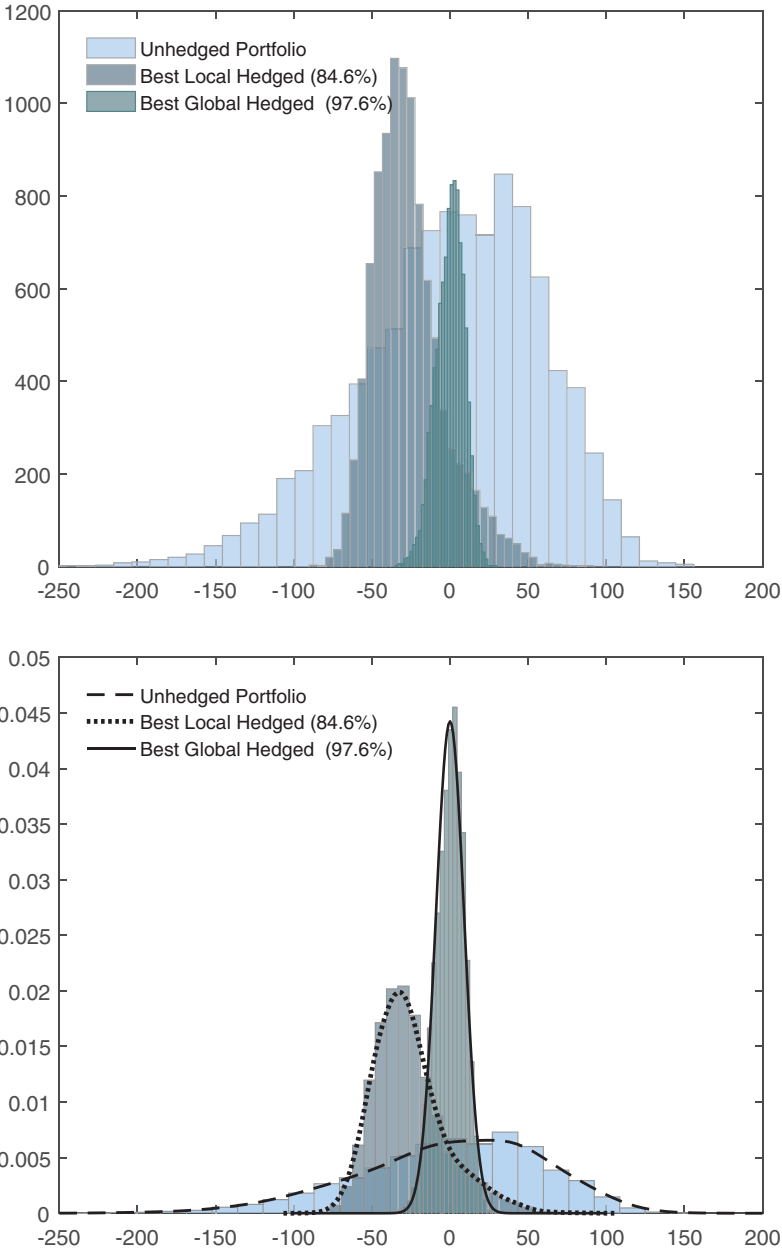 1200
1000
800
600
400
200
0
Unhedged Portfolio
Best Local Hedged (84.6%)
Best Global Hedged (97.6%)
-250 -200 -150 -100 -50 0 50 100 150 200
0.05
0.045
0.04
0.035
0.03
0.025
0.02
0.015
0.01
0.005
0
Unhedged Portfolio
Best Local Hedged (84.6%)
Best Global Hedged (97.6%)
-250 -200 -150 -100 -50 0 50 100 150 200